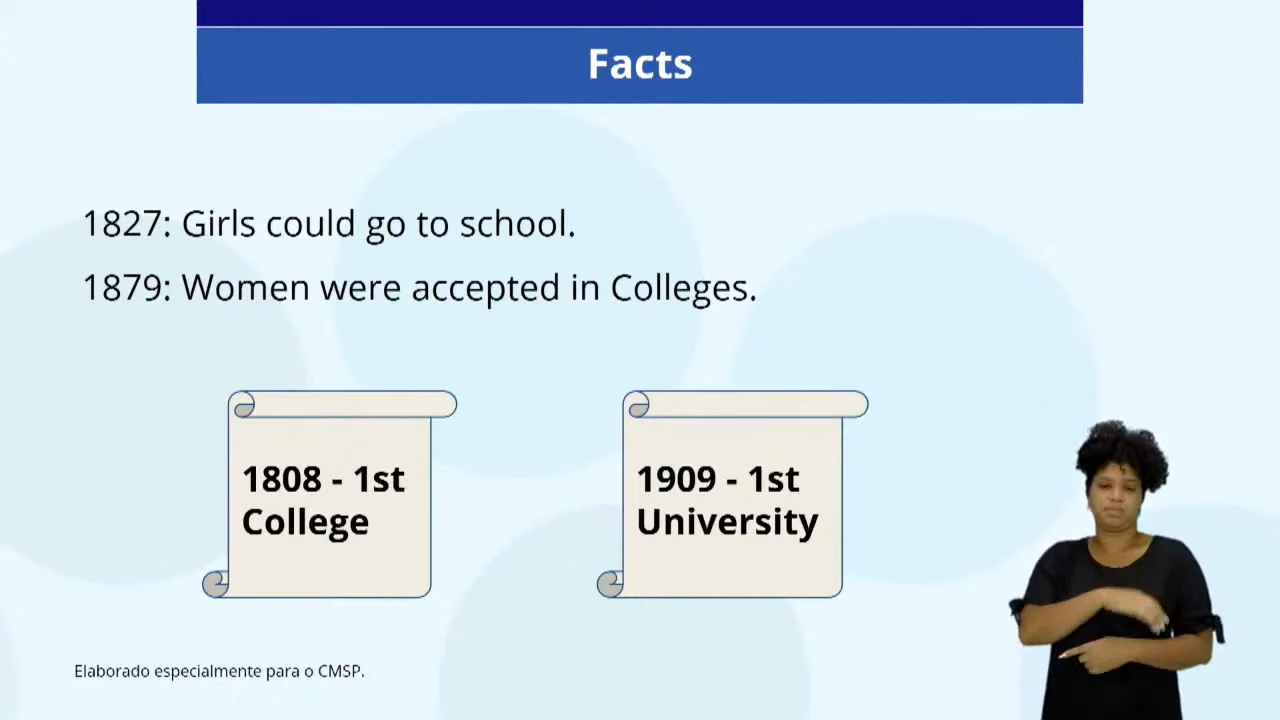 Facts
1827: Girls could go to school.
1879: Women were accepted in Colleges.
1808 - 1st
College
1909 - 1st
University
Elaborado especialmente para o CMSP.